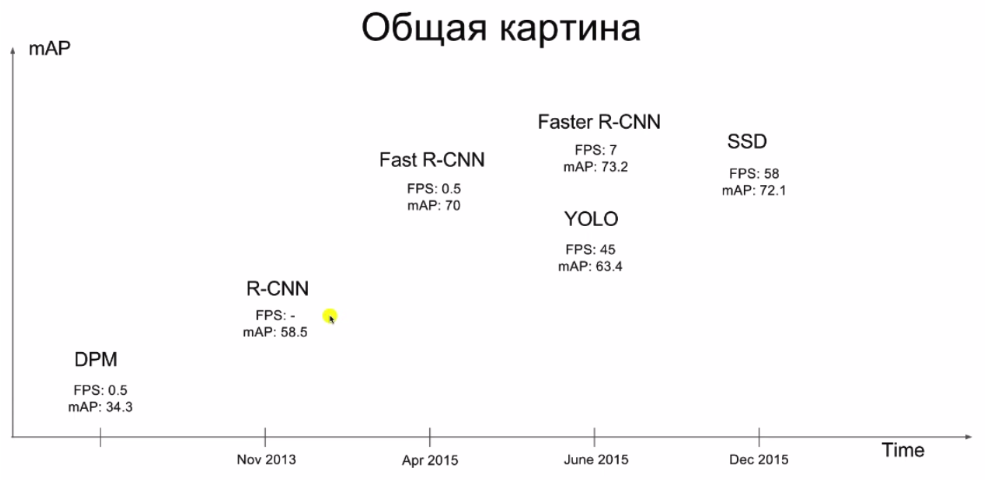 Общая картина
mAP
Faster R-CNN
FPS: 7
mAP: 73.2
SSD
FPS: 58
mAP: 72.1
Fast R-CNN
FPS: 0.5
mAP: 70
YOLO
FPS: 45
mAP: 63.4
R-CNN
FPS: -
mAP: 58.5
DPM
FPS: 0.5
mAP: 34.3
Time
Nov 2013
Apr 2015
June 2015
Dec 2015